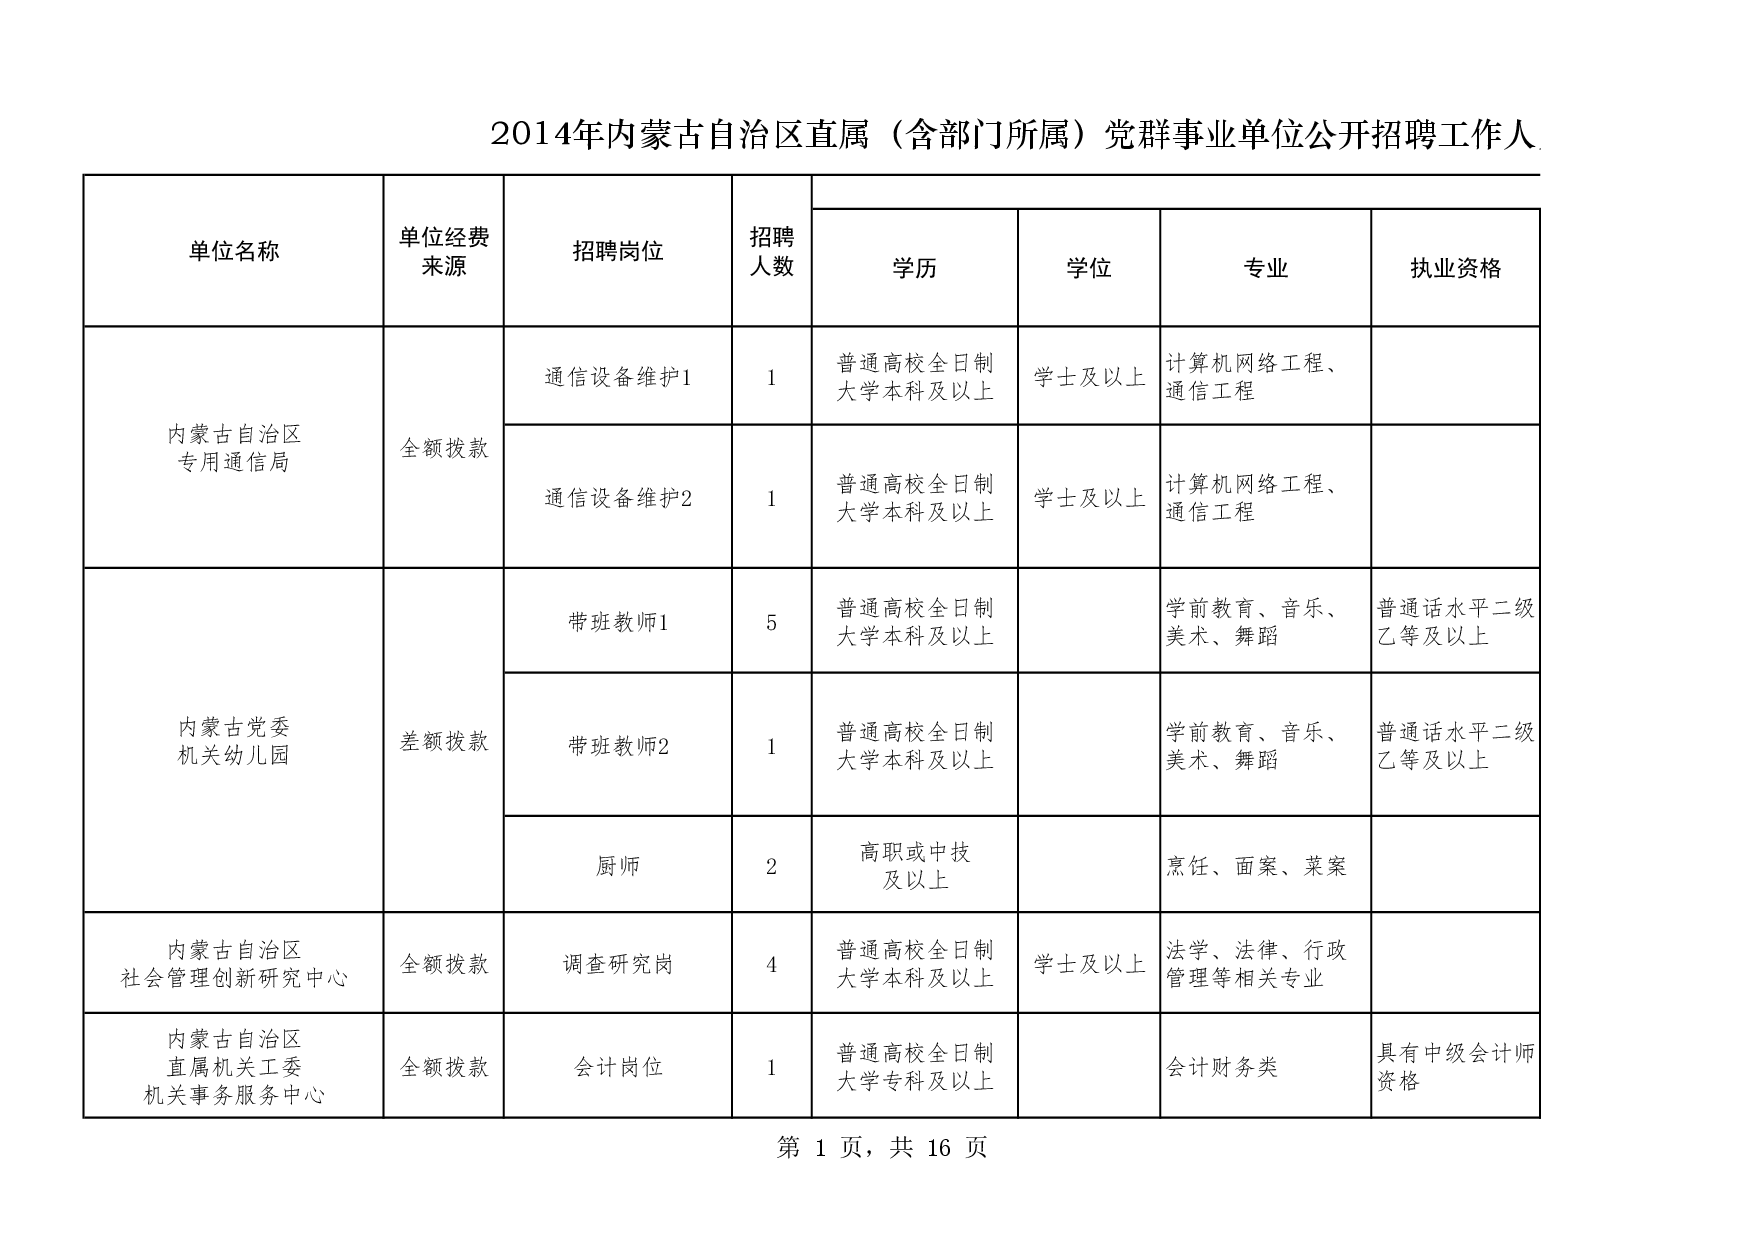 2014年内蒙古自治区直属（含部门所属）党群事业单位公开招聘工作人
单位名称
单位经费
来源
招聘岗位
招聘
人数
学历
学位
专业
执业资格
内蒙古自治区
专用通信局
全额拨款
通信设备维护1
1
普通高校全日制
大学本科及以上
学士及以上
计算机网络工程、
通信工程
通信设备维护2
1
普通高校全日制
大学本科及以上
学士及以上
计算机网络工程、
通信工程
内蒙古党委
机关幼儿园
差额拨款
带班教师1
5
普通高校全日制
大学本科及以上
学前教育、音乐、
美术、舞蹈
普通话水平二级
乙等及以上
带班教师2
1
普通高校全日制
大学本科及以上
学前教育、音乐、
美术、舞蹈
普通话水平二级
乙等及以上
厨师
2
高职或中技
及以上
烹饪、面案、菜案
内蒙古自治区
社会管理创新研究中心
全额拨款
调查研究岗
4
普通高校全日制
大学本科及以上
学士及以上
法学、法律、行政
管理等相关专业
内蒙古自治区
直属机关工委
机关事务服务中心
全额拨款
会计岗位
1
普通高校全日制
大学专科及以上
会计财务类
具有中级会计师
资格
第 1 页，共 16 页